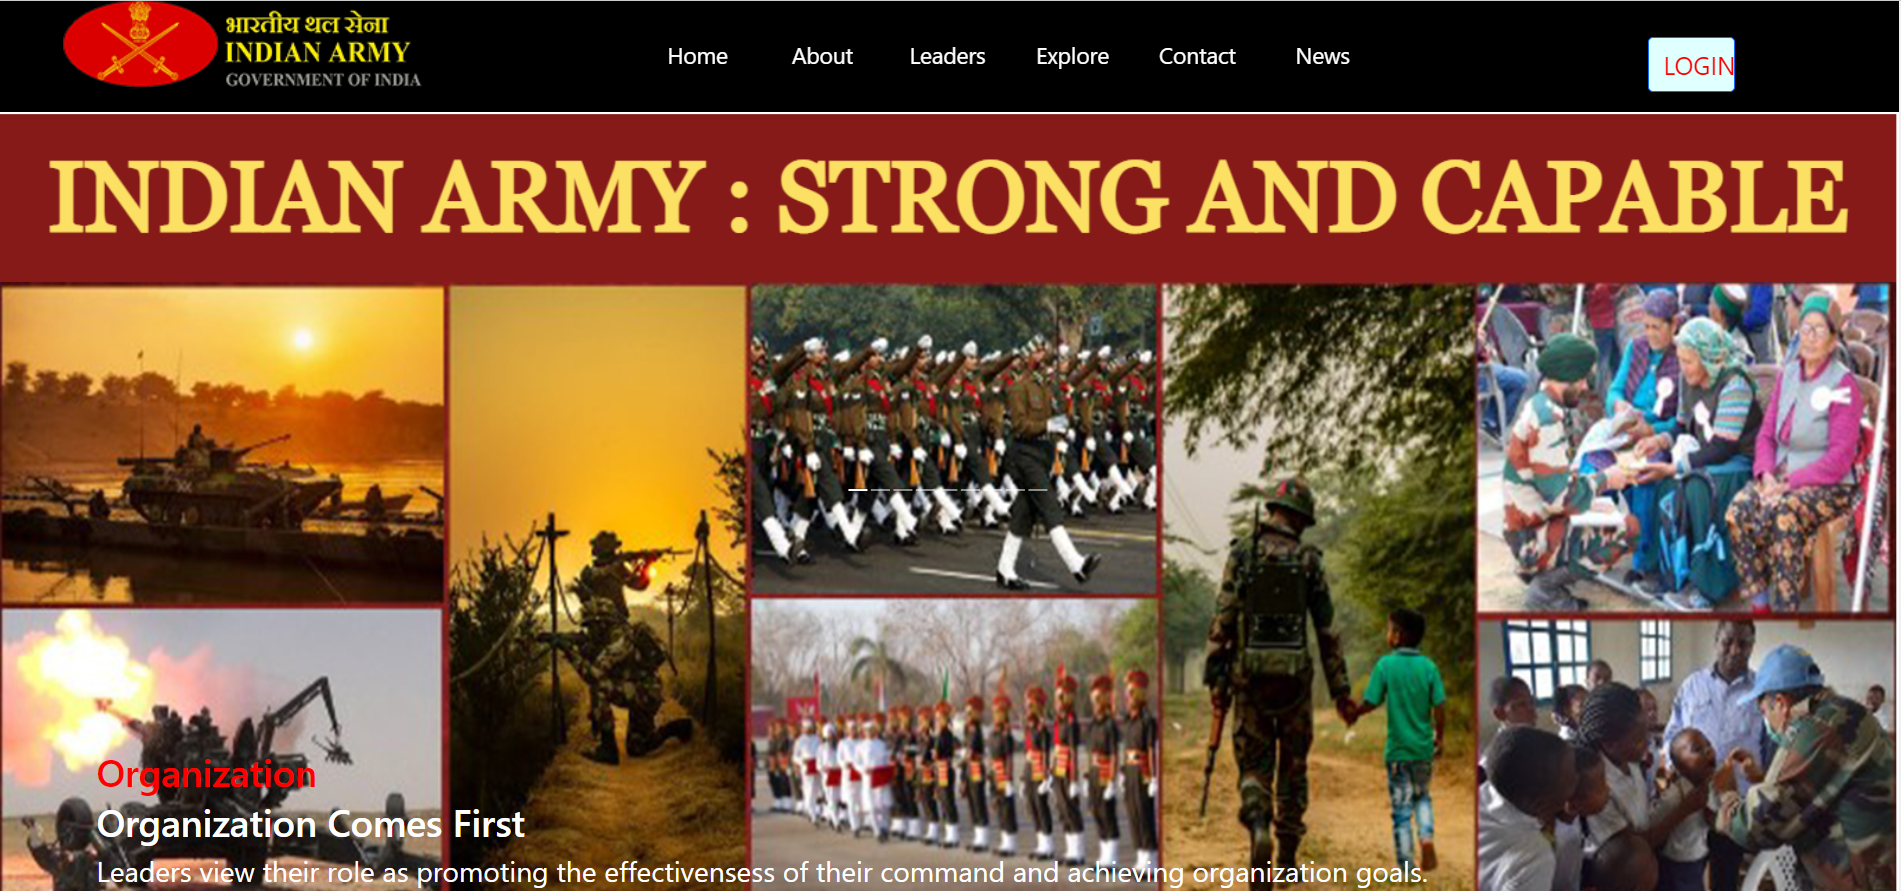 भारतीय थल सेना
INDIAN ARMY
GOVERNMENT OF INDIA
Home About Leaders Explore Contact News
LOGIN
INDIAN ARMY : STRONG AND CAPABLE
Organization
Organization Comes First
Leaders view their role as promoting the effectivensess of their command and achieving organization goals.